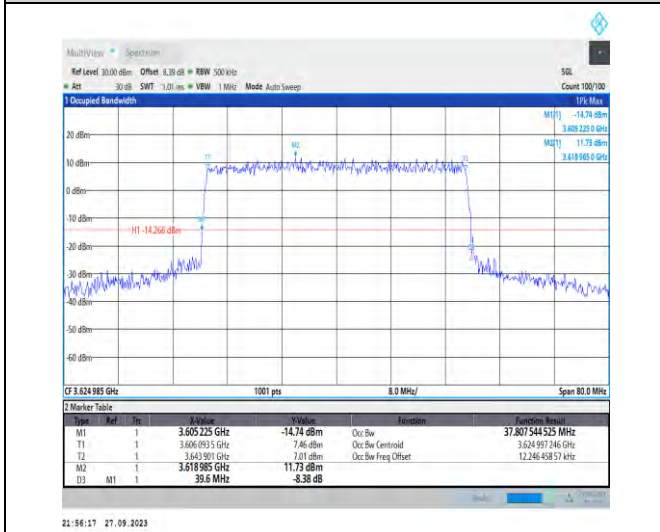 MultiView Spectrum
Ref Level 30.00 dBm Offset 8.39 dB RBW 500 kHz SGL
Att 30 dB SWT 1.01 ms VBW 1 MHz Mode Auto Sweep Count 100/100
1 Occupied Bandwidth 1Pk Max
M1[1] -14.74 dBm
3.605 225 0 GHz
M2[1] 11.73 dBm
3.618 985 0 GHz
20 dBm
10 dBm
0 dBm
-10 dBm
-20 dBm
-30 dBm
-40 dBm
-50 dBm
-60 dBm
T1
M2
H1 -14.266 dBm
CF 3.624 985 GHz 1001 pts 8.0 MHz/ Span 80.0 MHz
2 Marker Table
Type Ref Trc X-Value Y-Value Function Function Result
M1 1 3.605 225 GHz -14.74 dBm Occ Bw 37.807 544 525 MHz
T1 1 3.606 093 5 GHz 7.46 dBm Occ Bw Centroid 3.624 997 246 GHz
T2 1 3.643 901 GHz 7.01 dBm Occ Bw Freq Offset 12.246 458 57 kHz
M2 1 3.618 985 GHz 11.73 dBm
D3 M1 1 39.6 MHz -8.38 dB
21:56:17 27.09.2023